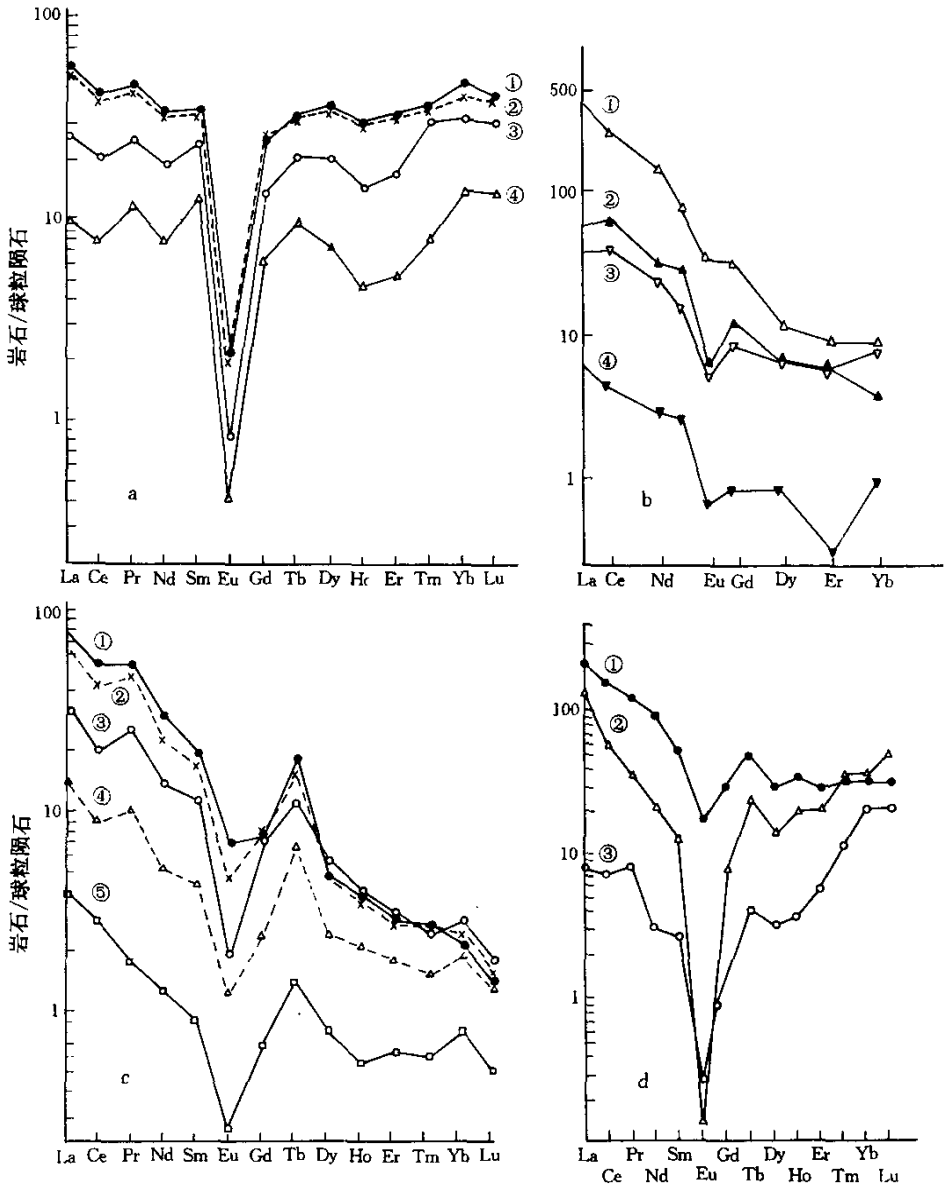 100
10
1
岩石/球粒陨石
①
②
③
④
a
La Ce Pr Nd Sm Eu Gd Tb Dy Hr Er Tm Yb Lu
500
100
10
1
①
②
③
④
b
La Ce Nd Eu Gd Dy Er Yb
100
10
1
岩石/球粒陨石
①
②
③
④
⑤
c
La Ce Pr Nd Sm Eu Gd Tb Dy Ho Er Tm Yb Lu
100
10
1
①
②
③
d
La Pr Sm Gd Dy Er Yb
Ce Nd Eu Tb Ho Tm Lu